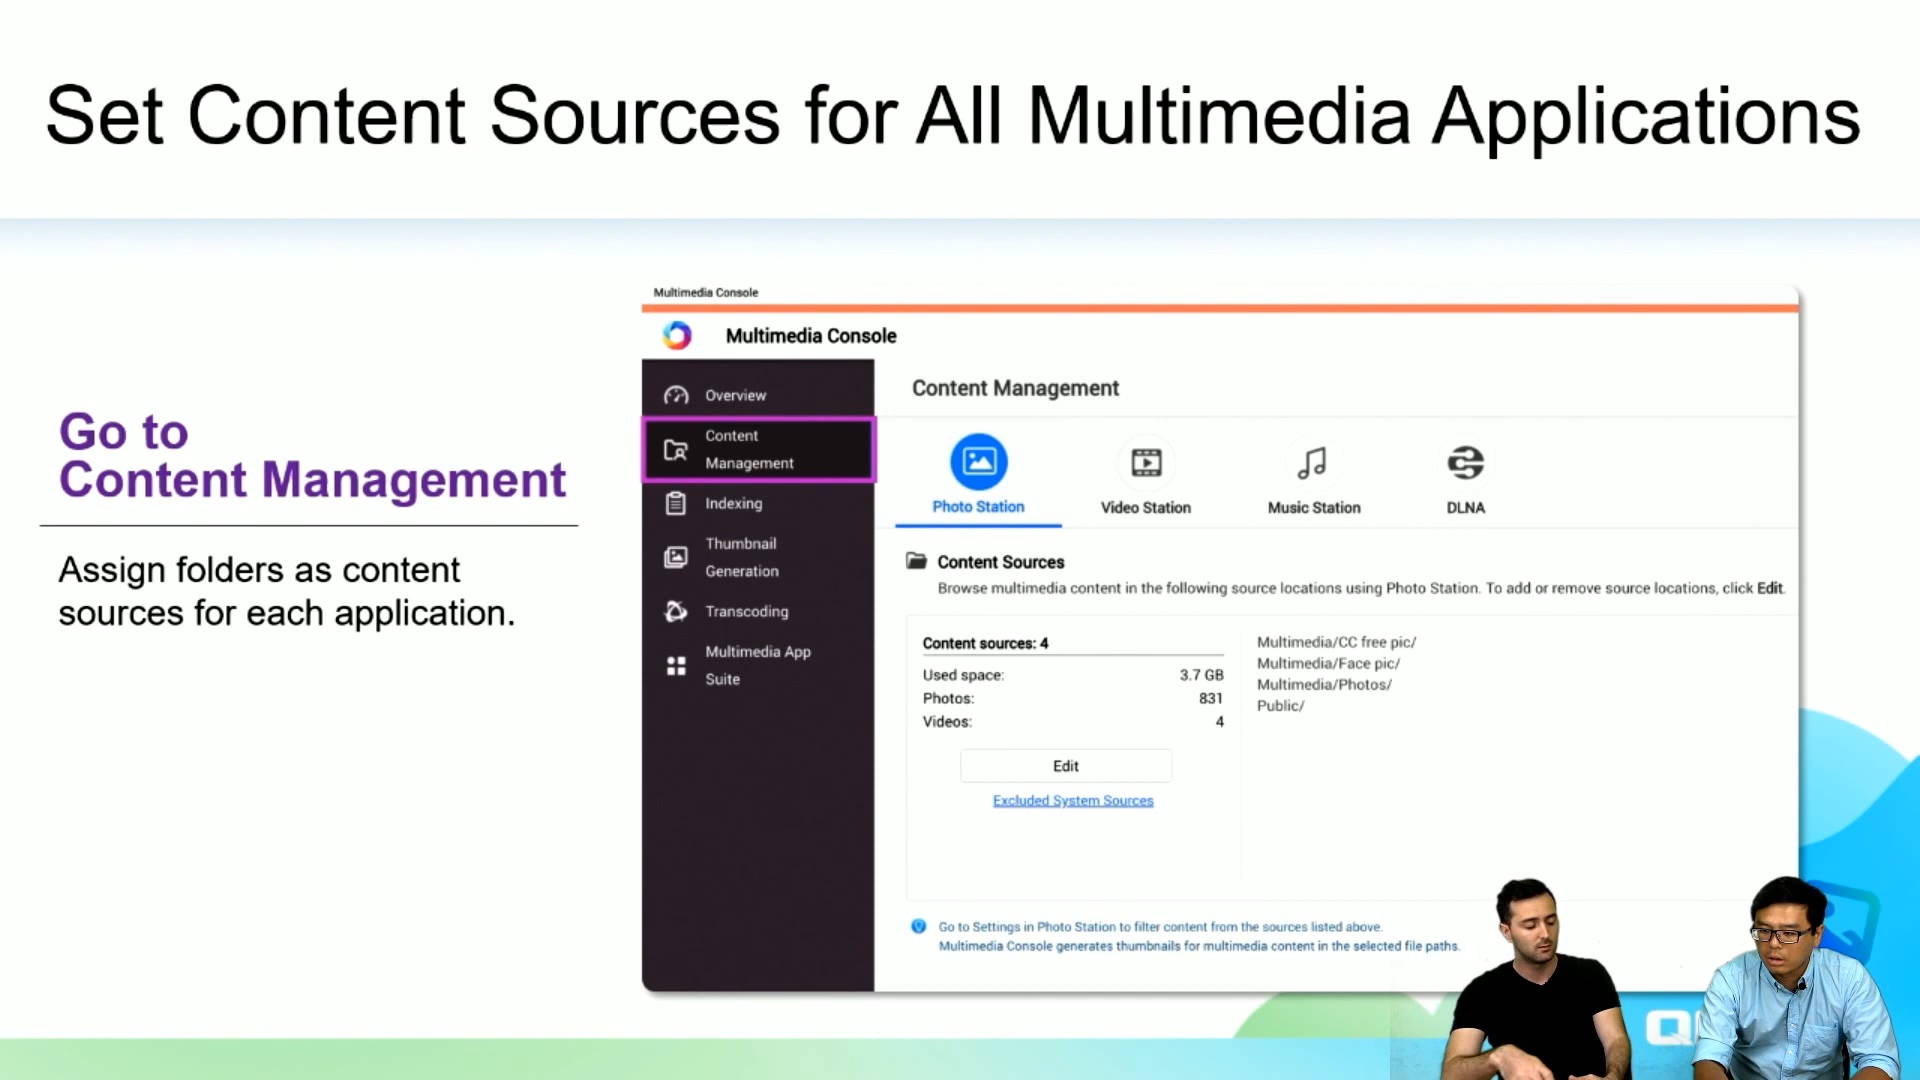 Set Content Sources for All Multimedia Applications
Go to
Content Management
Assign folders as content
sources for each application.
Multimedia Console
Multimedia Console
Overview
Content
Management
Indexing
Thumbnail
Generation
Transcoding
Multimedia App
Suite
Content Management
Photo Station
Video Station
Music Station
DLNA
Content Sources
Browse multimedia content in the following source locations using Photo Station. To add or remove source locations, click Edit.
Content sources: 4
Used space: 3.7 GB
Photos: 831
Videos: 4
Edit
Excluded System Sources
Multimedia/CC free pic/
Multimedia/Face pic/
Multimedia/Photos/
Public/
Go to Settings in Photo Station to filter content from the sources listed above.
Multimedia Console generates thumbnails for multimedia content in the selected file paths.